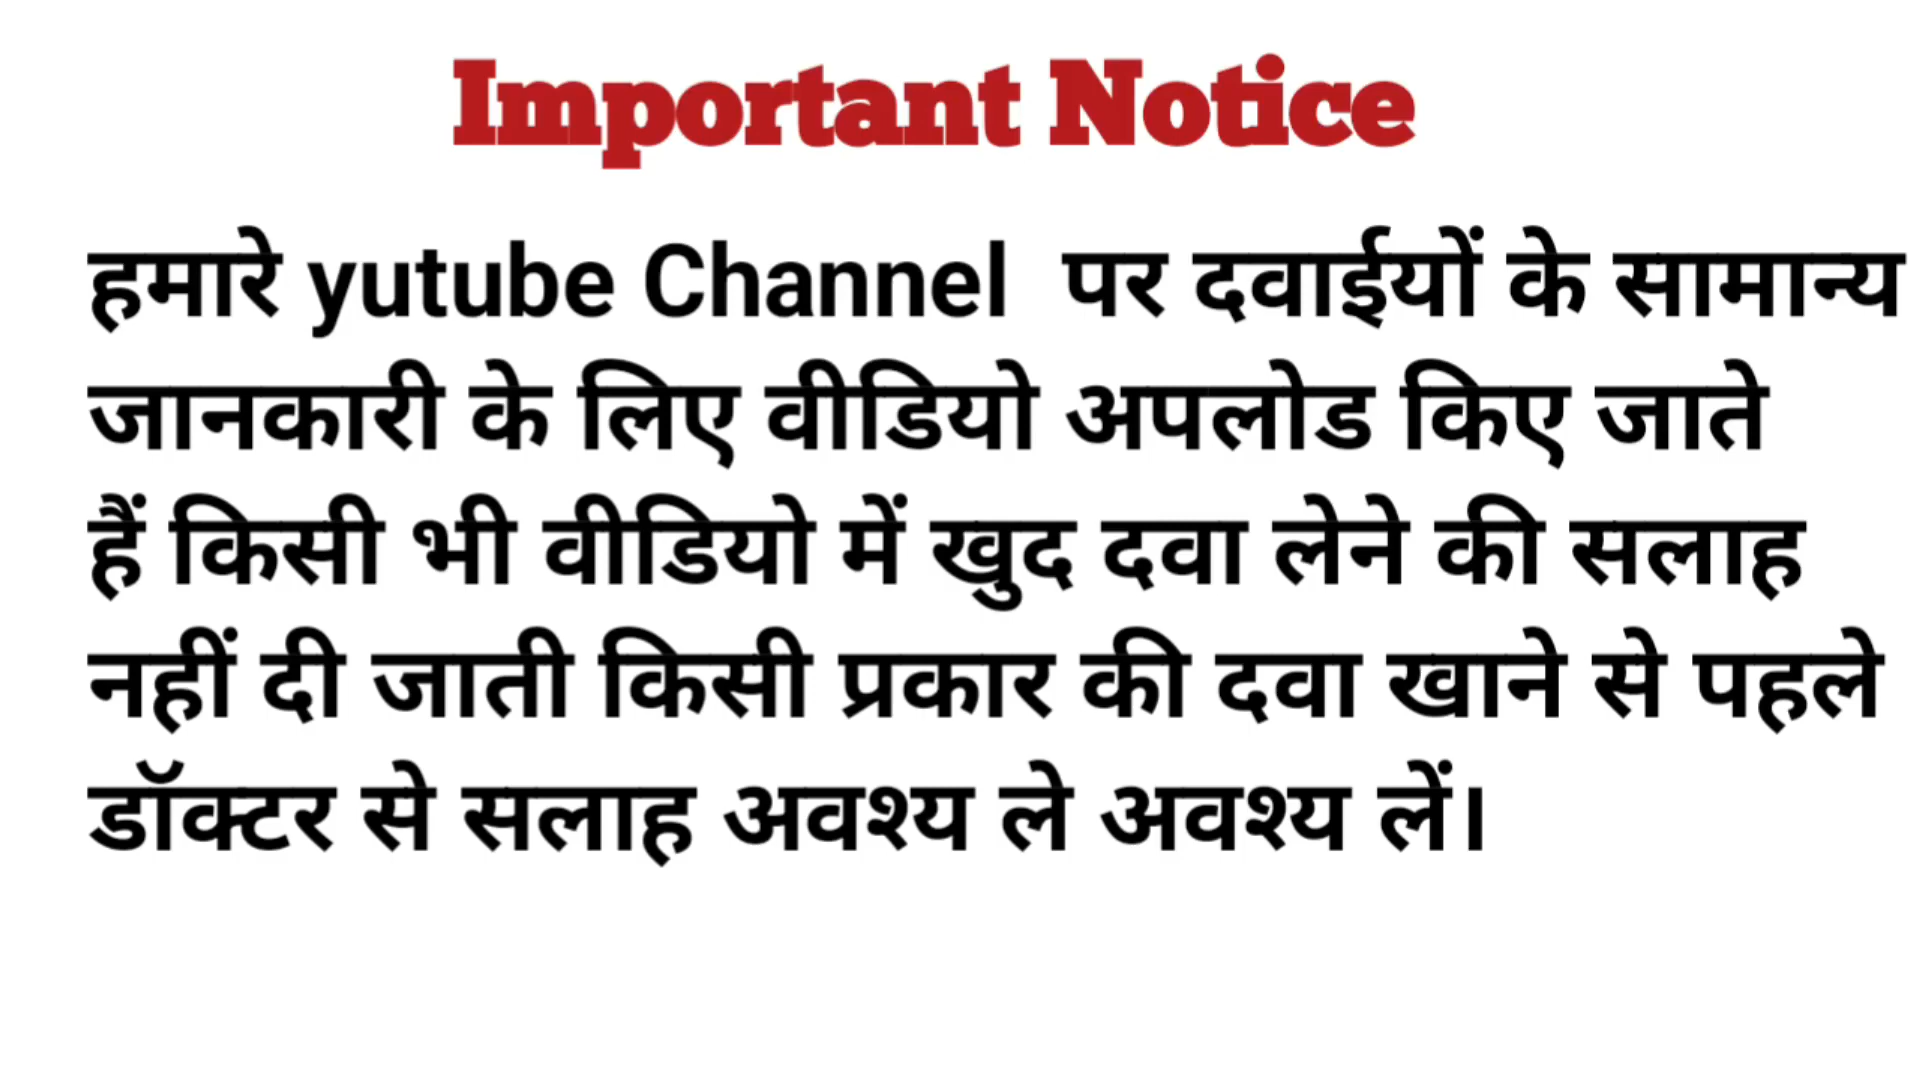 Important Notice
हमारे yutube Channel पर दवाईयों के सामान्य
जानकारी के लिए वीडियो अपलोड किए जाते
हैं किसी भी वीडियो में खुद दवा लेने की सलाह
नहीं दी जाती किसी प्रकार की दवा खाने से पहले
डॉक्टर से सलाह अवश्य ले अवश्य लें।